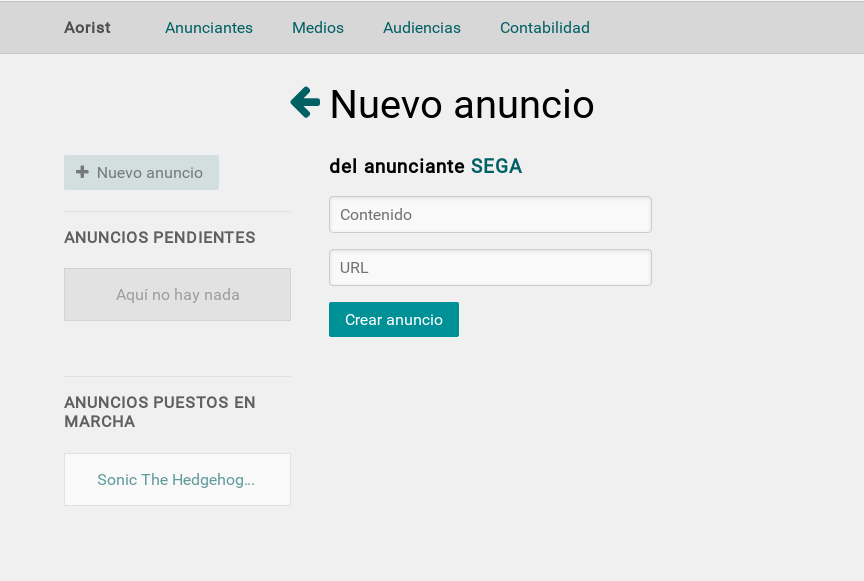 Aorist Anunciantes Medios Audiencias Contabilidad
Nuevo anuncio
Nuevo anuncio
ANUNCIOS PENDIENTES
Aquí no hay nada
ANUNCIOS PUESTOS EN
MARCHA
Sonic The Hedgehog...
del anunciante SEGA
Contenido
URL
Crear anuncio